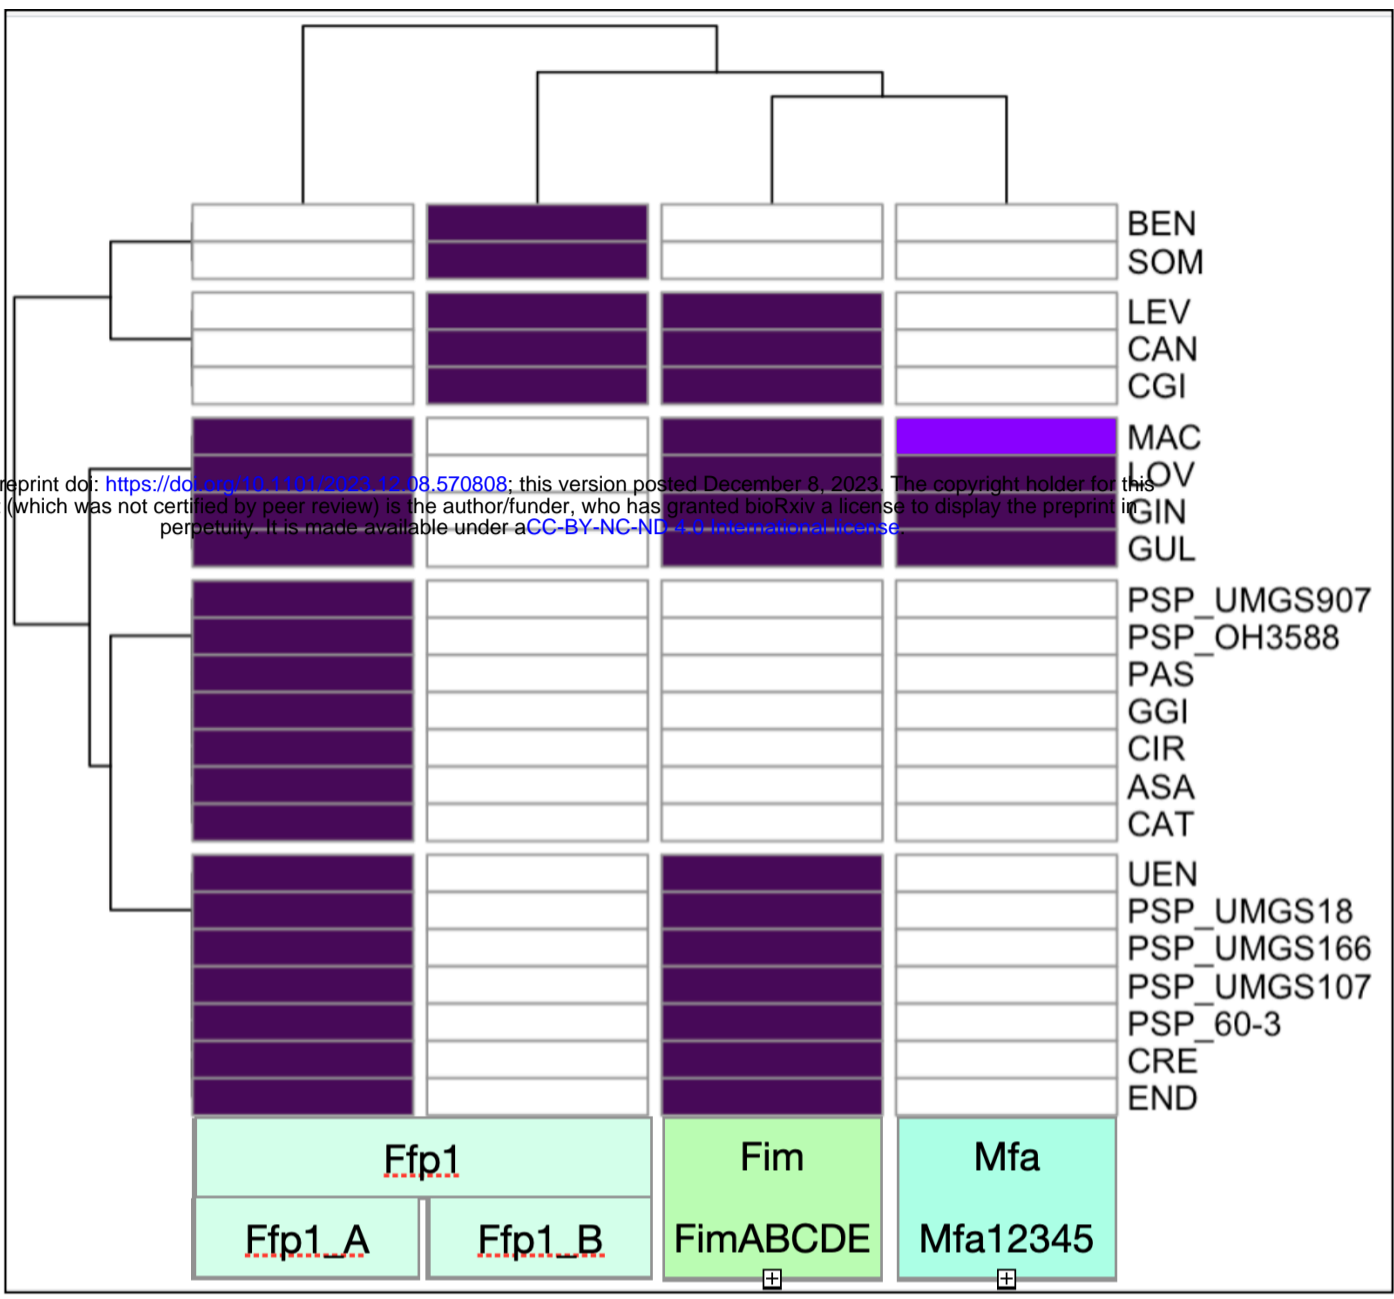 BEN
SOM
LEV
CAN
CGI
MAC
LOV
reprint doi: https://doi.org/10.1101/2023.12.08.570808; this version posted December 8, 2023. The copyright holder for this
(which was not certified by peer review) is the author/funder, who has granted bioRxiv a license to display the preprint in
GIN
perpetuity. It is made available under aCC-BY-NC-ND 4.0 International license.
GUL
PSP_UMGS907
PSP_OH3588
PAS
GGI
CIR
ASA
CAT
UEN
PSP_UMGS18
PSP_UMGS166
PSP_UMGS107
PSP_60-3
CRE
END
Ffp1 Fim Mfa
Ffp1_A Ffp1_B FimABCDE Mfa12345